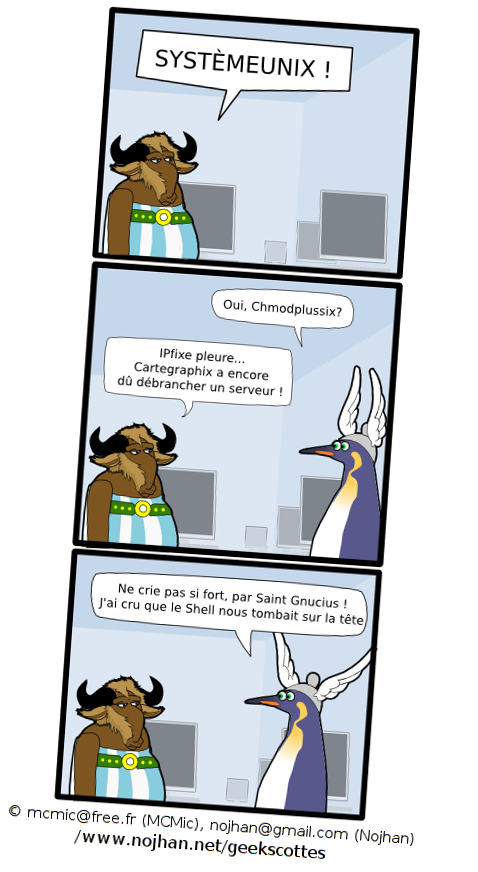 SYSTÈMEUNIX !
Oui, Chmodplussix?
IPfixe pleure...
Cartegraphix a encore
dû débrancher un serveur !
Ne crie pas si fort, par Saint Gnucius !
J'ai cru que le Shell nous tombait sur la tête
© mcmic@free.fr (MCMic), nojhan@gmail.com (Nojhan)
/www.nojhan.net/geekscottes